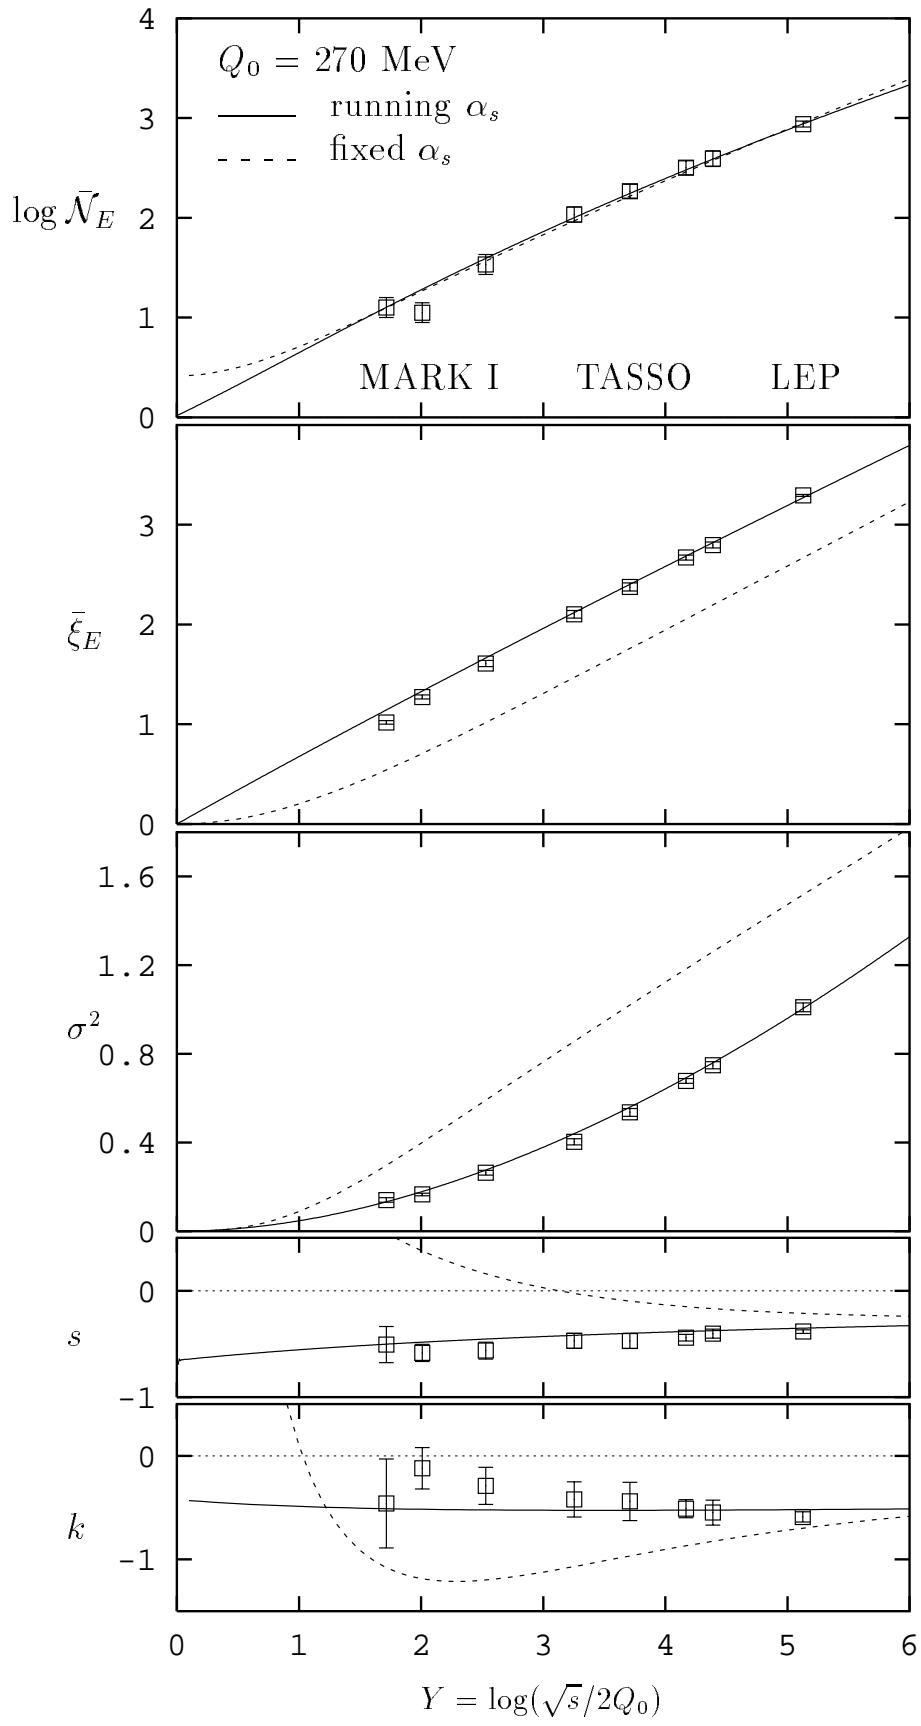 4
Q₀ = 270 MeV
running αₛ
fixed αₛ
3
log N̄_E
2
1
MARK I TASSO LEP
0
3
2
ξ̄_E
1
0
1.6
1.2
σ²
0.8
0.4
0
0
s
-1
1
0
k
-1
0 1 2 3 4 5 6
Y = log(√s/2Q₀)